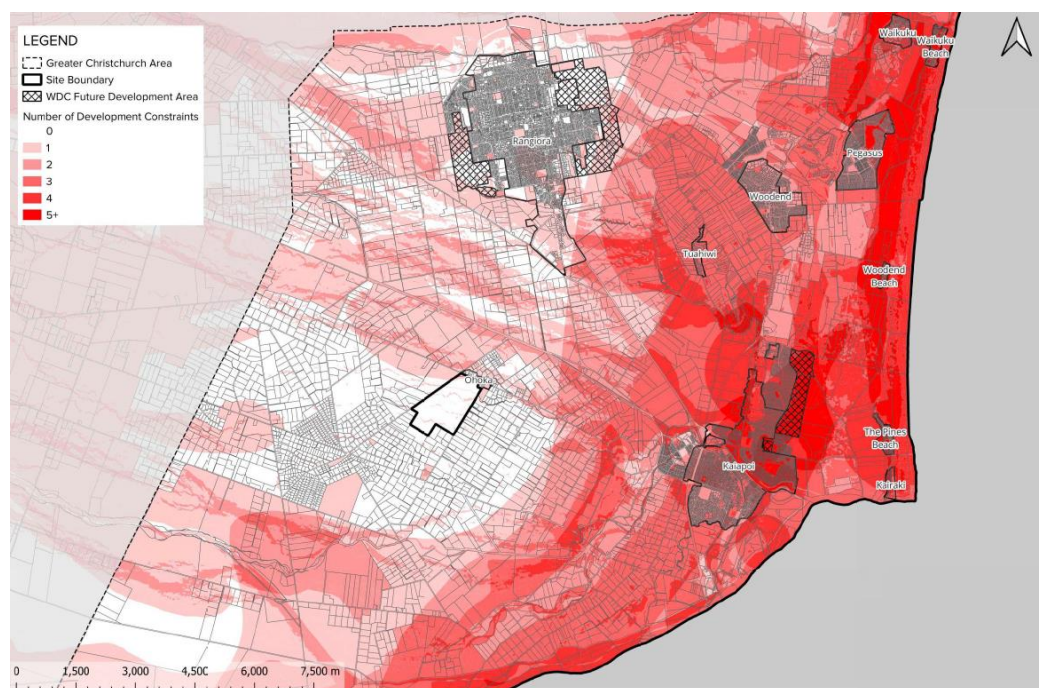 LEGEND
Greater Christchurch Area
Site Boundary
WDC Future Development Area
Number of Development Constraints
0
1
2
3
4
5+
Waikuku
Waikuku
Beach
Rangiora
Pegasus
Woodend
Tuahiwi
Woodend
Beach
Ohoka
The Pines
Beach
Kaiapoi
Kairaki
0 1,500 3,000 4,500 6,000 7,500 m